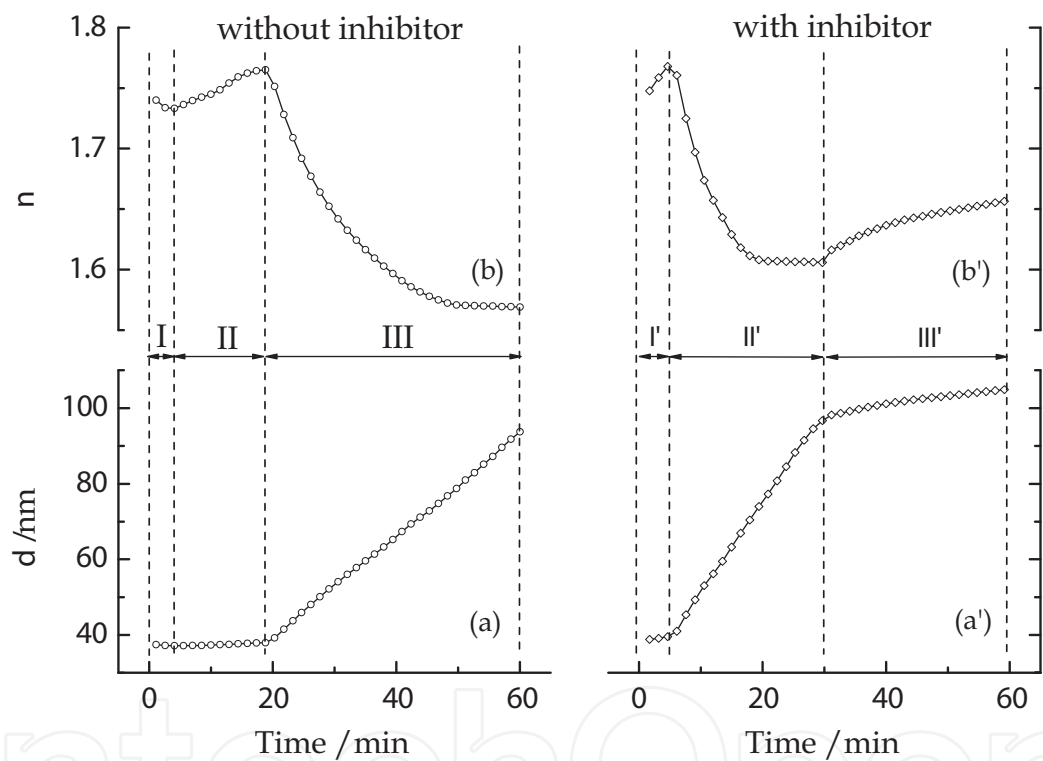 without inhibitor
with inhibitor
1.8
1.7
1.6
n
(b)
(b')
I II III
I' II' III'
100
80
60
40
d /nm
(a)
(a')
0 20 40 60
0 20 40 60
Time /min
Time /min